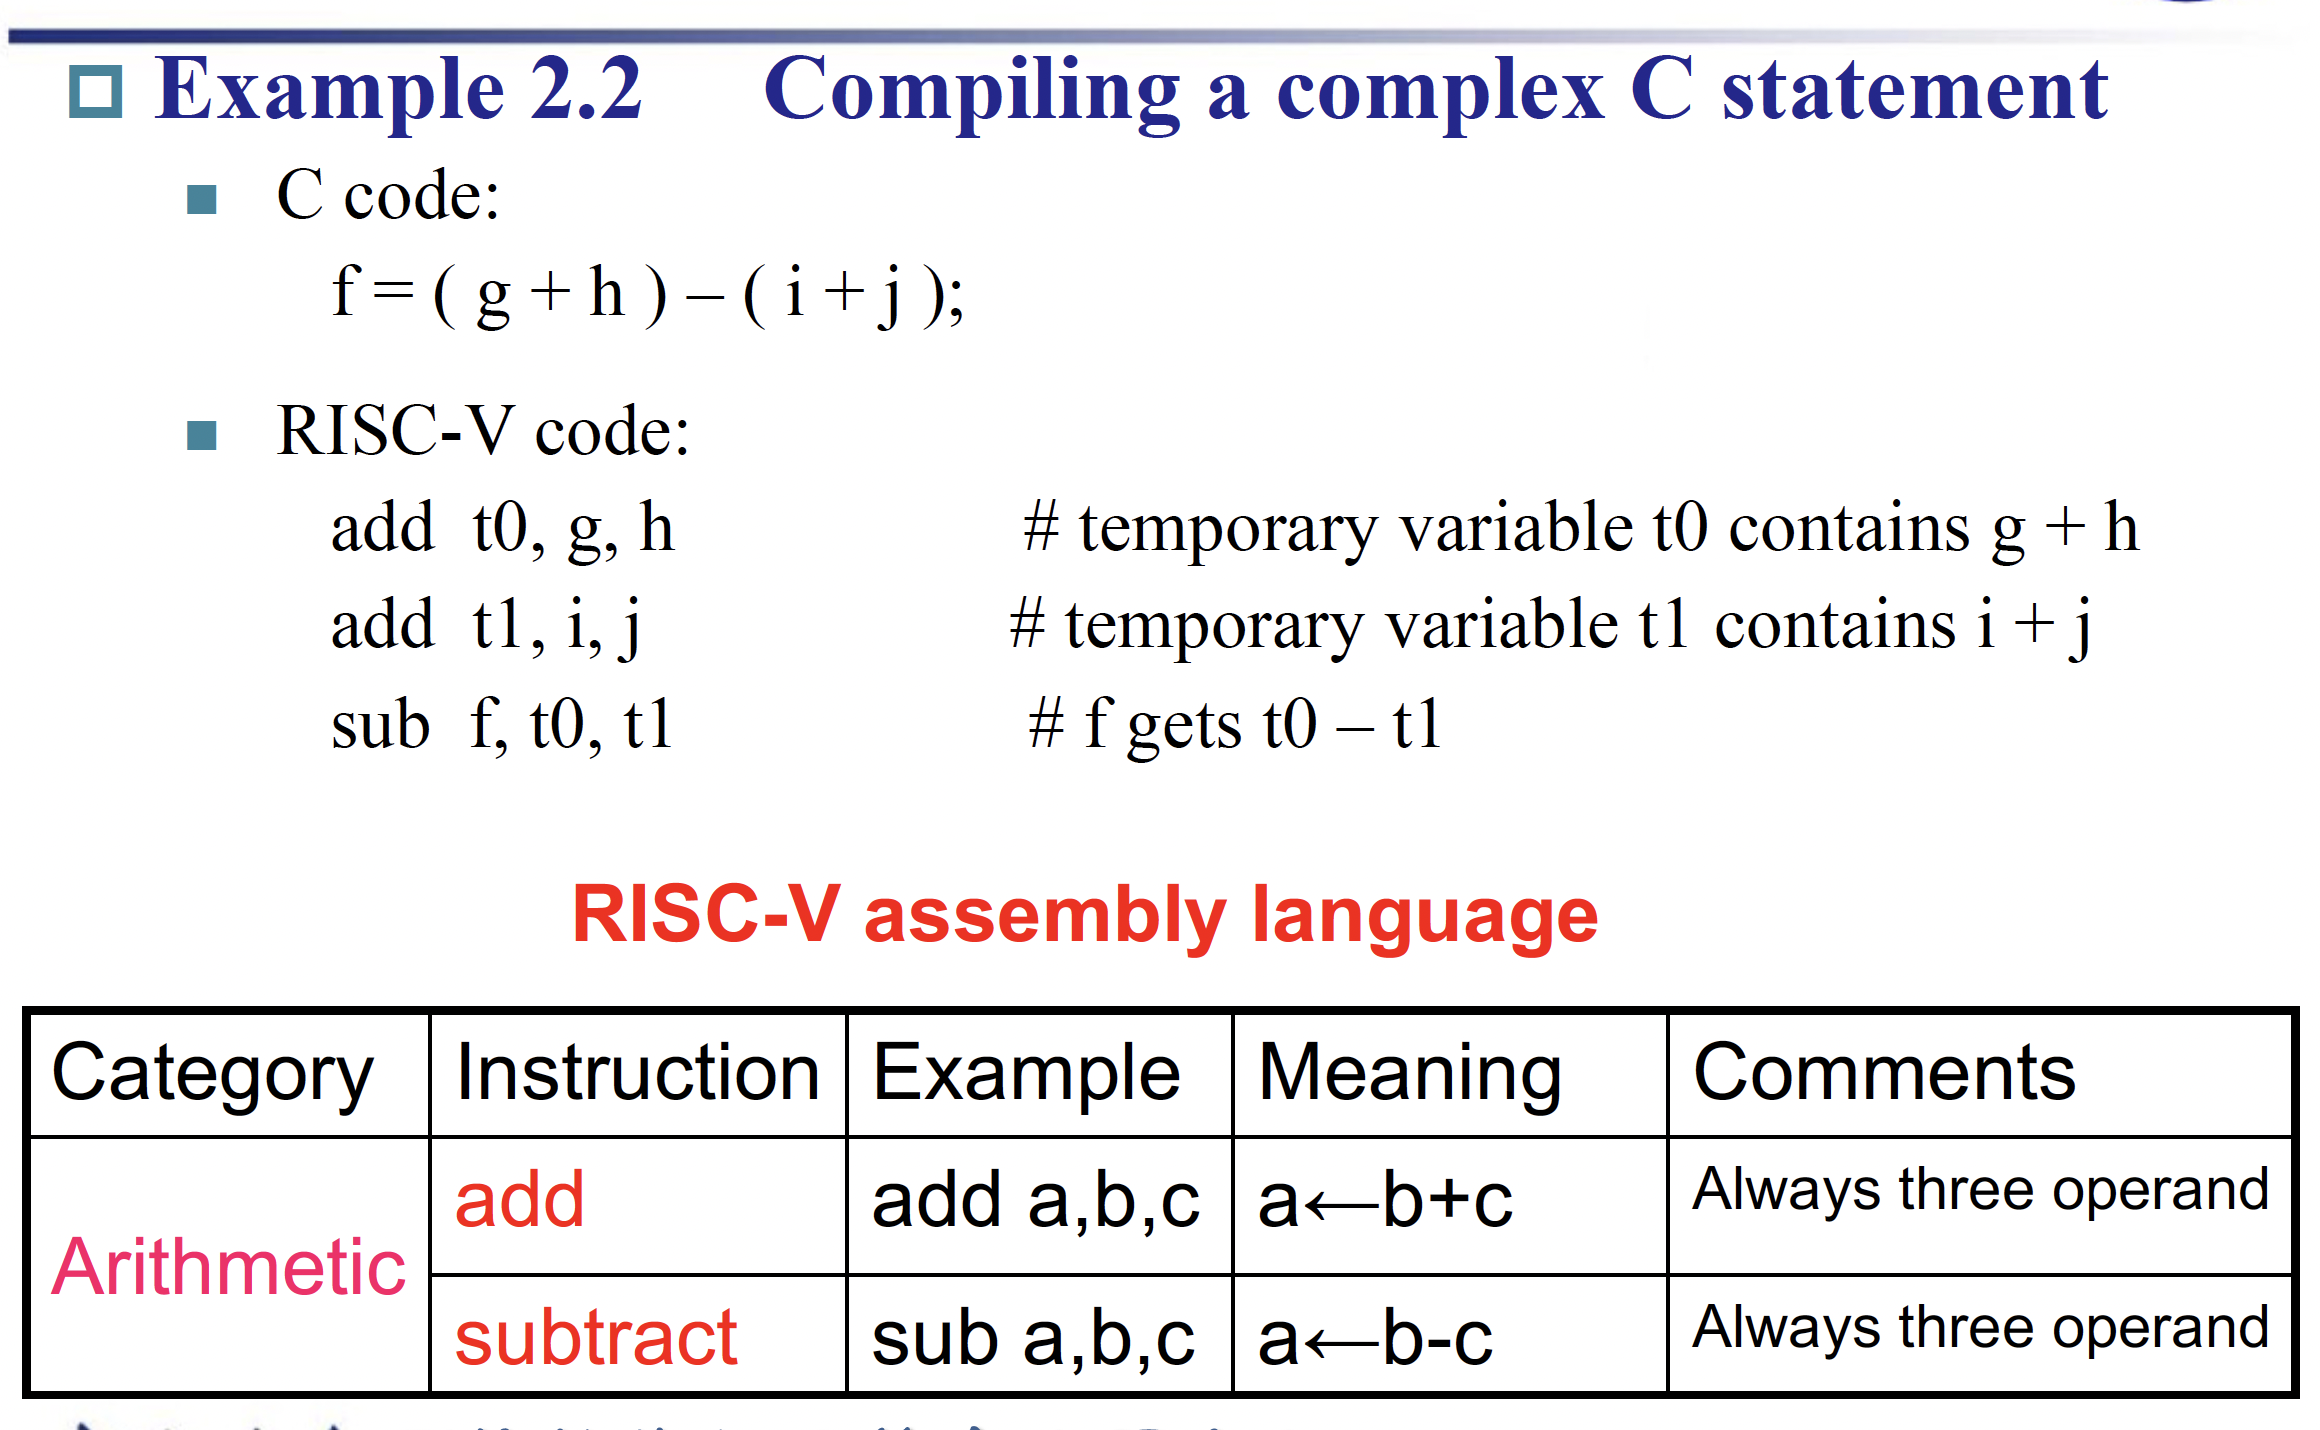 Example 2.2 Compiling a complex C statement
C code:
f = ( g + h ) – ( i + j );
RISC-V code:
add t0, g, h # temporary variable t0 contains g + h
add t1, i, j # temporary variable t1 contains i + j
sub f, t0, t1 # f gets t0 – t1
RISC-V assembly language
Category Instruction Example Meaning Comments
Arithmetic
add add a,b,c a←b+c Always three operand
subtract sub a,b,c a←b-c Always three operand